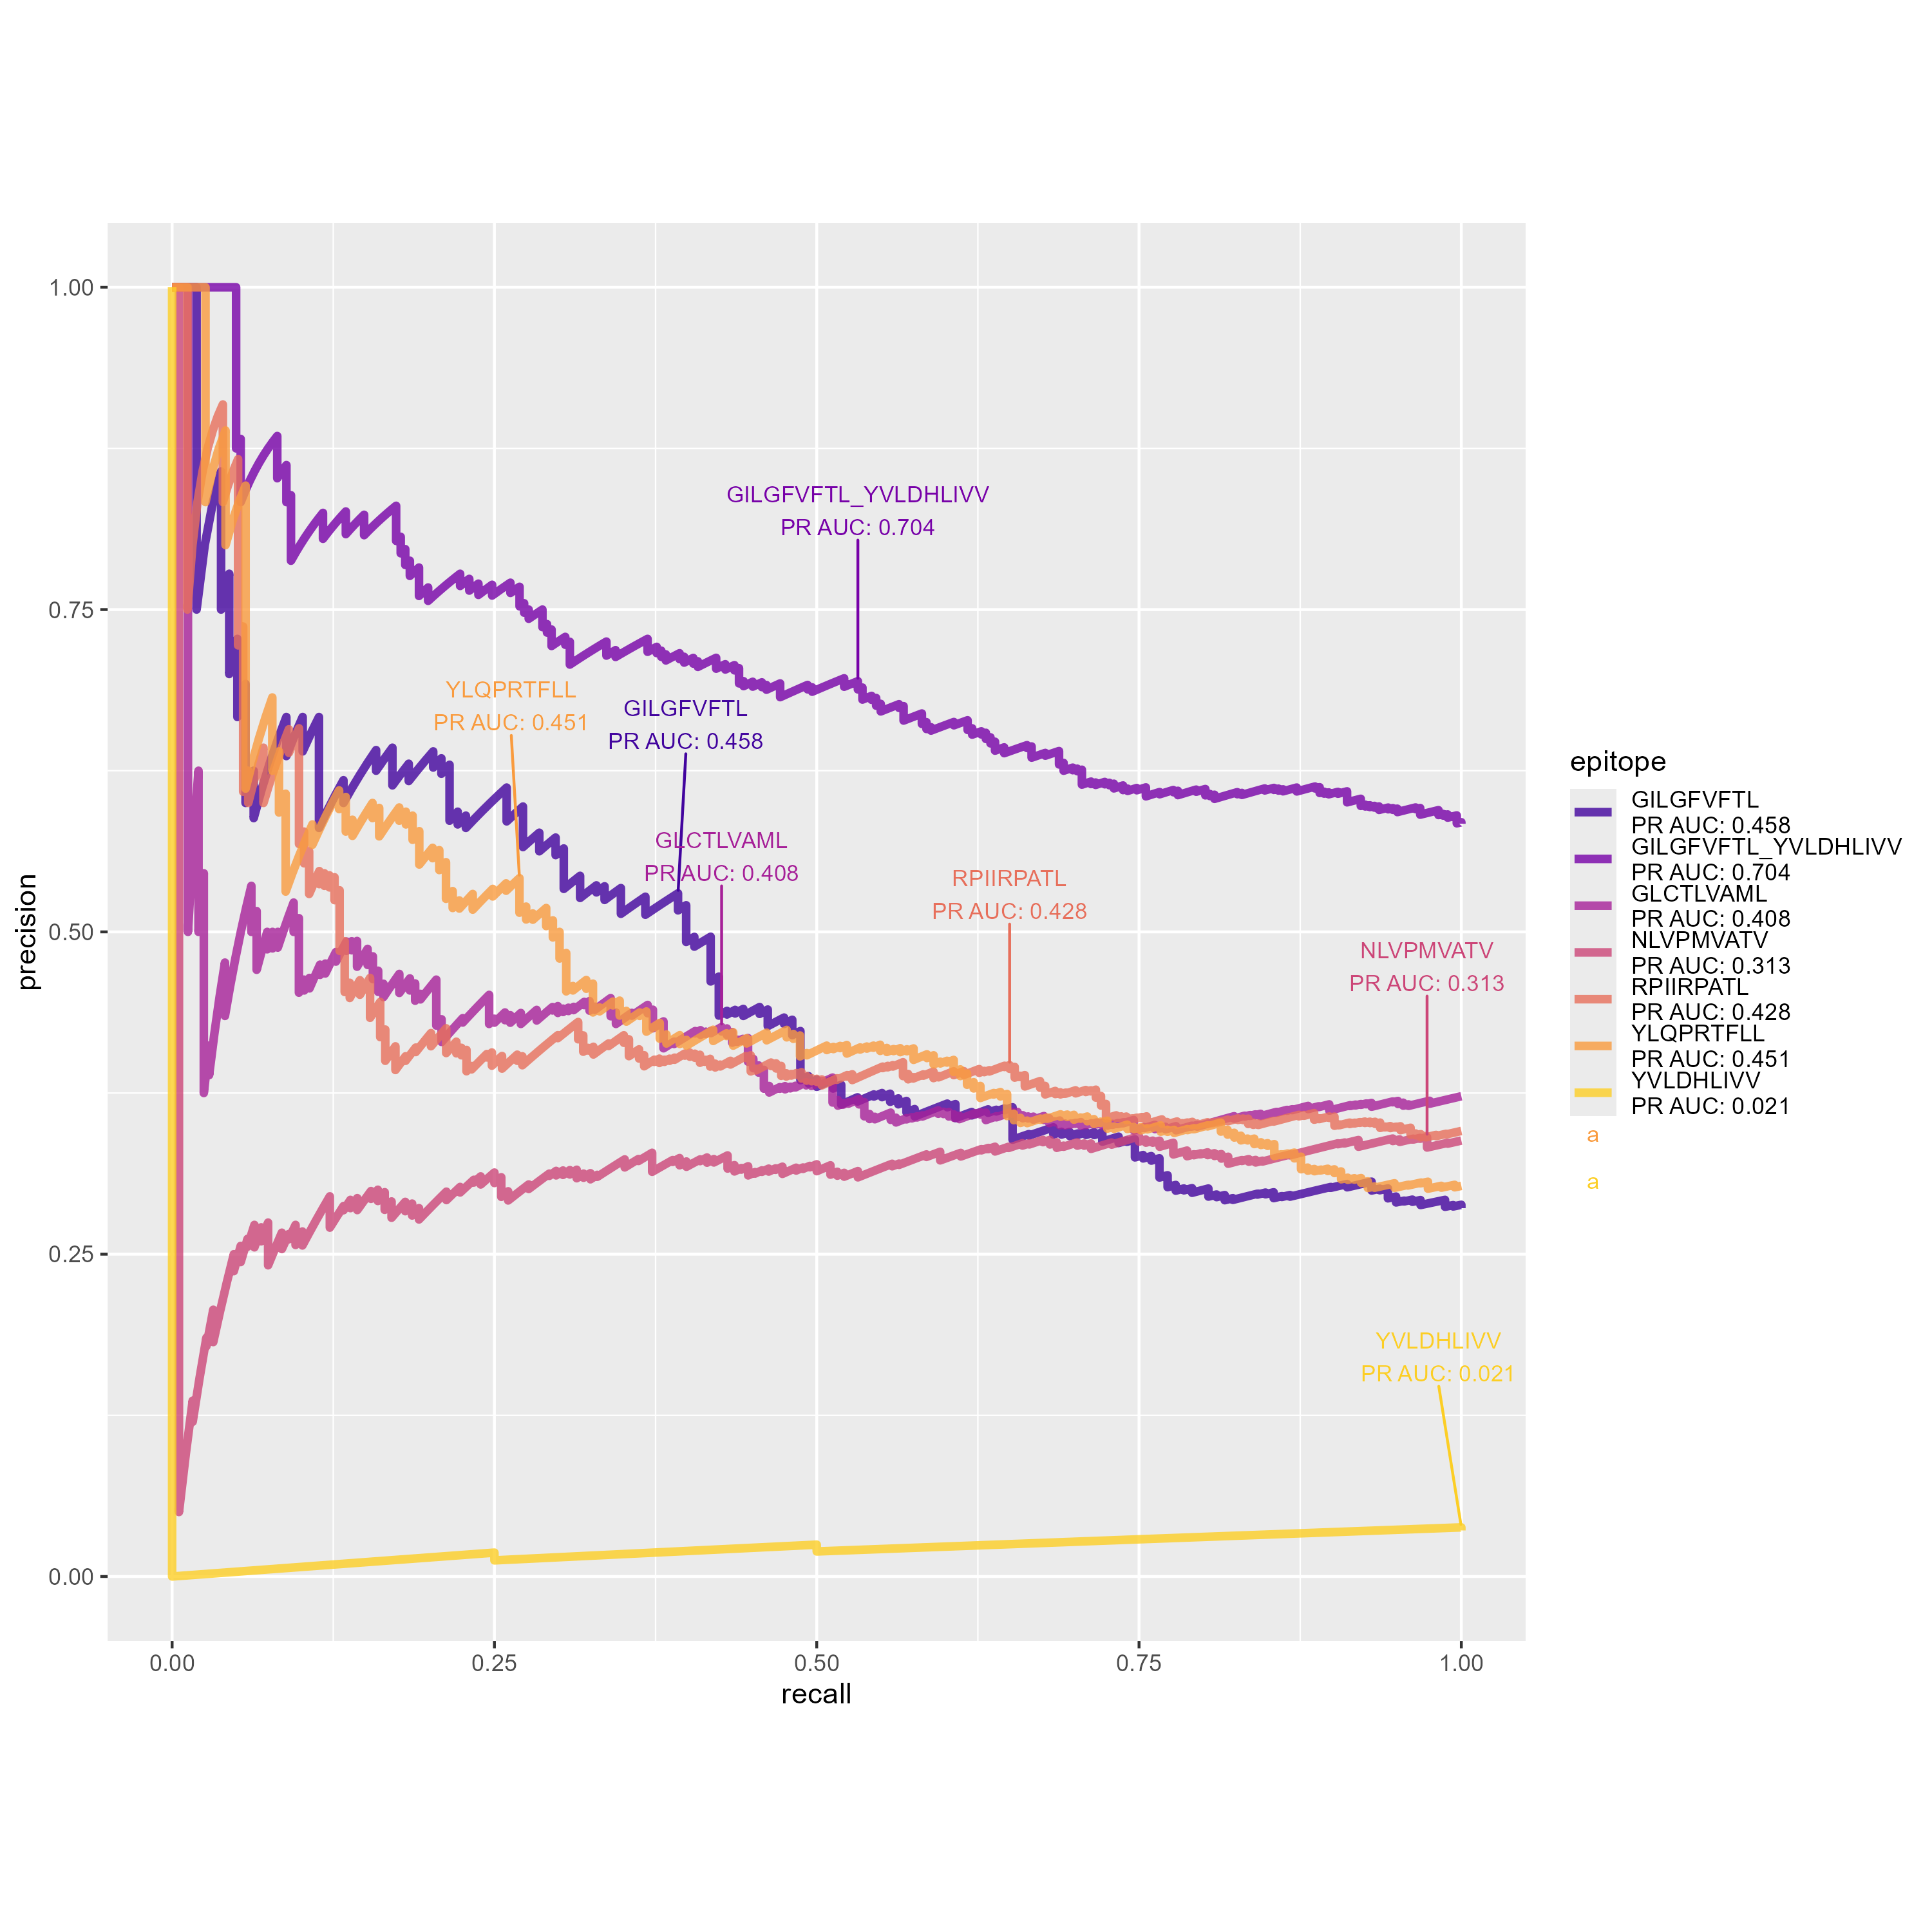 1.00
0.75
0.50
0.25
0.00
precision
0.00
0.25
0.50
0.75
1.00
recall
GILGFVFTL_YVLDHLIVV
PR AUC: 0.704
YLQPRTFLL
PR AUC: 0.451
GILGFVFTL
PR AUC: 0.458
GLCTLVAML
PR AUC: 0.408
RPIIRPATL
PR AUC: 0.428
NLVPMVATV
PR AUC: 0.313
YVLDHLIVV
PR AUC: 0.021
epitope
GILGFVFTL
PR AUC: 0.458
GILGFVFTL_YVLDHLIVV
PR AUC: 0.704
GLCTLVAML
PR AUC: 0.408
NLVPMVATV
PR AUC: 0.313
RPIIRPATL
PR AUC: 0.428
YLQPRTFLL
PR AUC: 0.451
YVLDHLIVV
PR AUC: 0.021
a
a